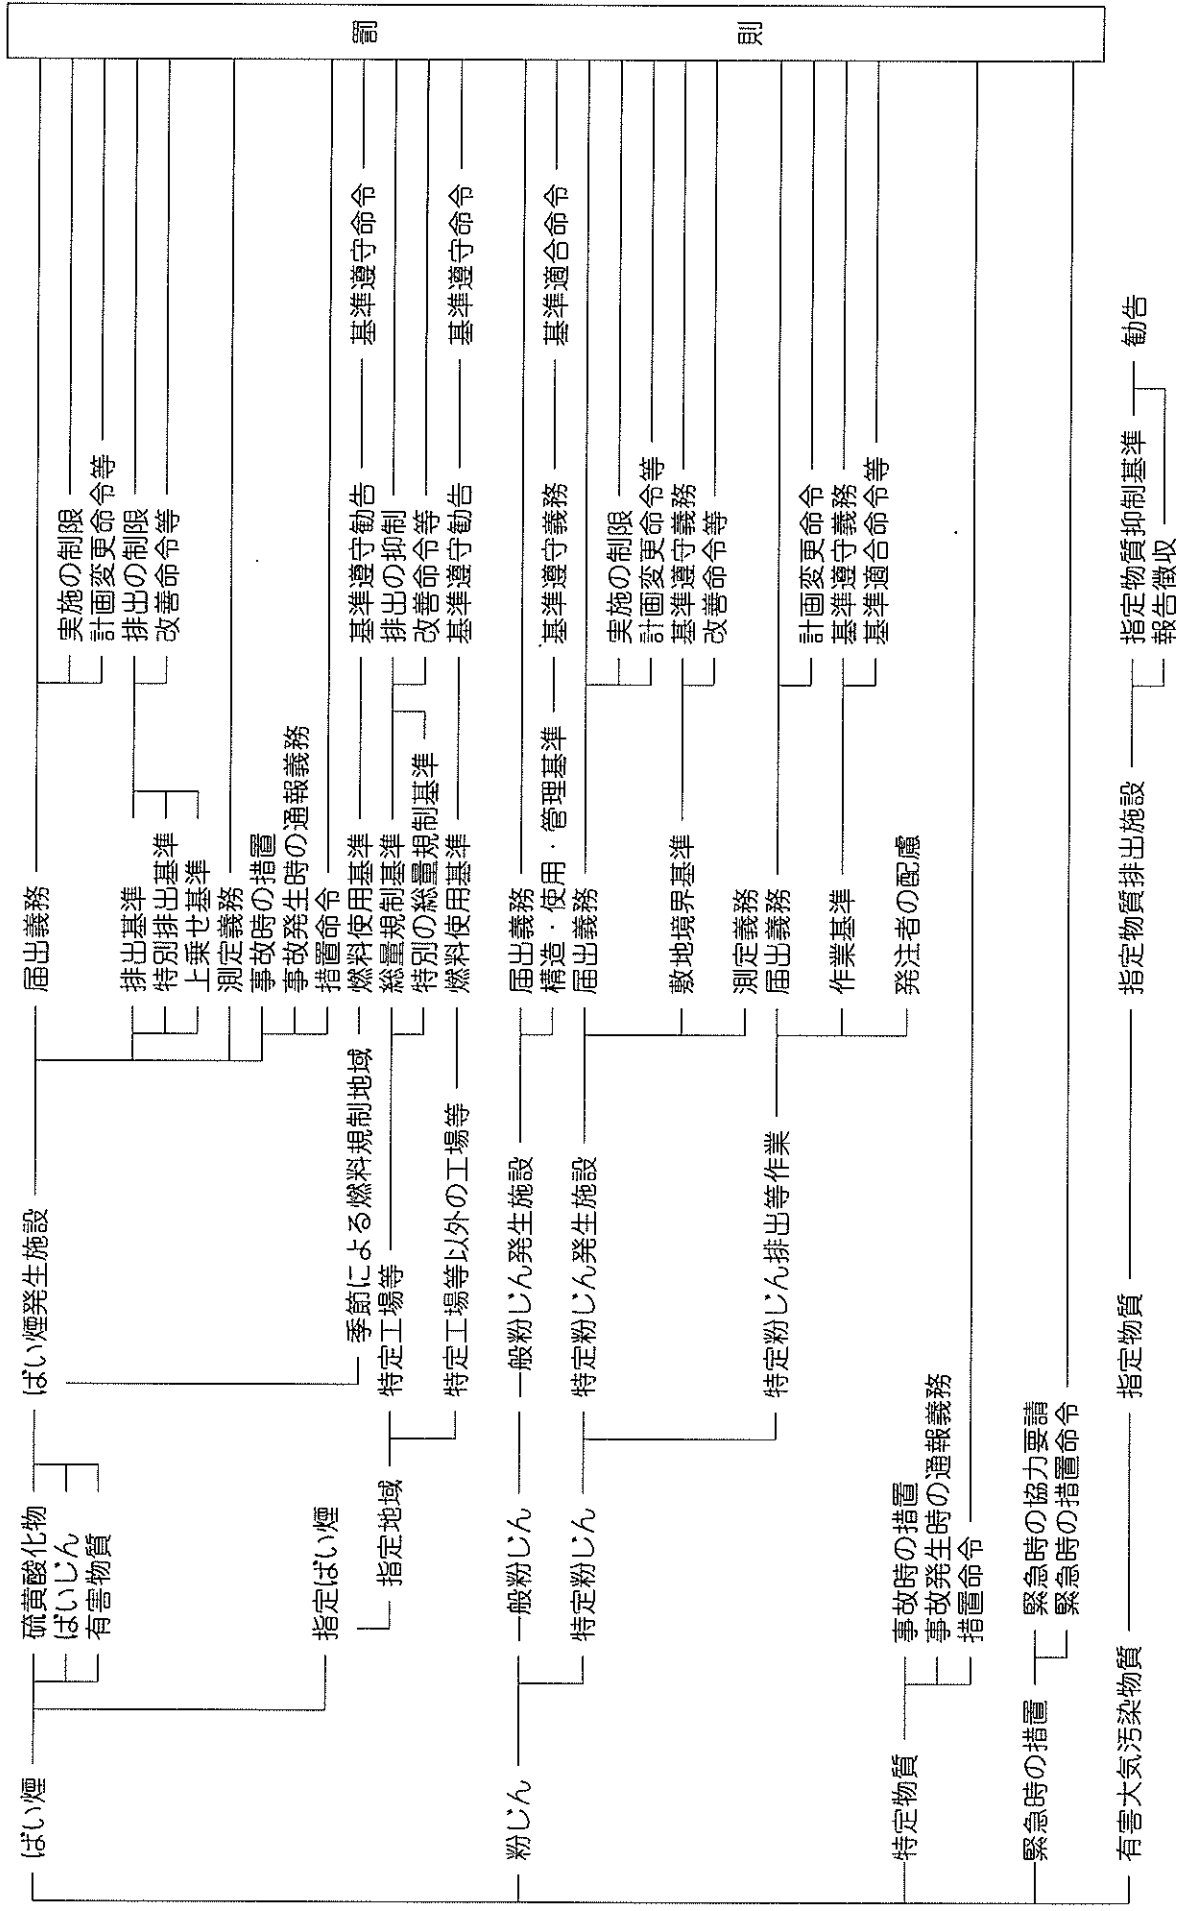 ばい煙
硫黄酸化物
ばいじん
有害物質
ばい煙発生施設
届出義務
実施の制限
計画変更命令等
排出基準
特別排出基準
上乗せ基準
排出の制限
改善命令等
測定義務
事故時の措置
事故発生時の通報義務
措置命令
季節による燃料規制地域
燃料使用基準
基準遵守勧告
基準遵守命令
指定ばい煙
指定地域
特定工場等
総量規制基準
特別の総量規制基準
排出の抑制
改善命令等
特定工場等以外の工場等
燃料使用基準
基準遵守勧告
基準遵守命令
粉じん
一般粉じん
一般粉じん発生施設
届出義務
構造・使用・管理基準
基準遵守義務
基準適合命令
特定粉じん
特定粉じん発生施設
届出義務
実施の制限
計画変更命令等
敷地境界基準
基準遵守義務
改善命令等
測定義務
特定粉じん排出等作業
届出義務
計画変更命令
作業基準
基準遵守義務
基準適合命令等
発注者の配慮
特定物質
事故時の措置
事故発生時の通報義務
措置命令
緊急時の措置
緊急時の協力要請
緊急時の措置命令
有害大気汚染物質
指定物質
指定物質排出施設
指定物質抑制基準
報告徴収
勧告
罰則